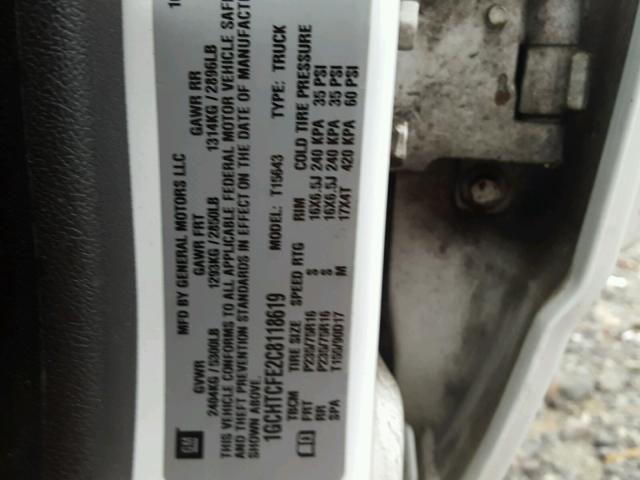 GM
MFD BY GENERAL MOTORS LLC
GVWR GAWR FRT GAWR RR
2404KG / 5300LB 1293KG / 2850LB 1314KG / 2896LB
THIS VEHICLE CONFORMS TO ALL APPLICABLE FEDERAL MOTOR VEHICLE SAFE
AND THEFT PREVENTION STANDARDS IN EFFECT ON THE DATE OF MANUFACTU
SHOWN ABOVE.
1GCHTCFE2C8118619 T15643 TYPE: TRUCK
TBCM TIRE SIZE SPEED RTG RIM COLD TIRE PRESSURE
FRT P235/75R16 S 16X6.5J 240 KPA 35 PSI
RR P235/75R16 S 16X6.5J 240 KPA 35 PSI
SPA T155/90D17 M 17X4T 420 KPA 60 PSI